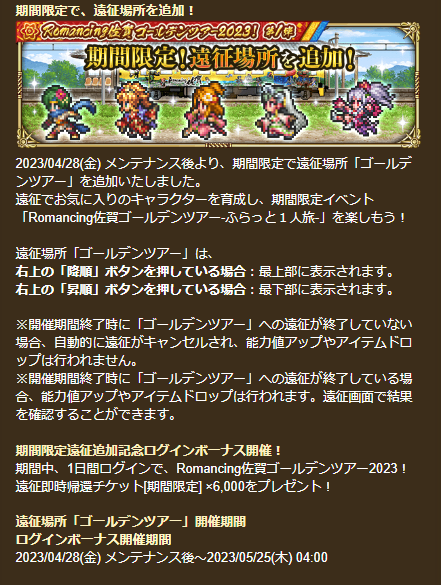 期間限定で、遠征場所を追加！
Romancing佐賀ゴールデンツアー2023！ 第1弾
期間限定！遠征場所を追加！
2023/04/28(金) メンテナンス後より、期間限定で遠征場所「ゴールデ
ンツアー」を追加いたしました。
遠征でお気に入りのキャラクターを育成し、期間限定イベント
「Romancing佐賀ゴールデンツアー-ふらっと１人旅-」を楽しもう！
遠征場所「ゴールデンツアー」は、
右上の「降順」ボタンを押している場合：最上部に表示されます。
右上の「昇順」ボタンを押している場合：最下部に表示されます。
※開催期間終了時に「ゴールデンツアー」への遠征が終了していない
場合、自動的に遠征がキャンセルされ、能力値アップやアイテムドロ
ップは行われません。
※開催期間終了時に「ゴールデンツアー」への遠征が終了している場
合、能力値アップやアイテムドロップは行われます。遠征画面で結果
を確認することができます。
期間限定遠征追加記念ログインボーナス開催！
期間中、1日間ログインで、Romancing佐賀ゴールデンツアー2023！
遠征即時帰還チケット[期間限定] ×6,000をプレゼント！
遠征場所「ゴールデンツアー」開催期間
ログインボーナス開催期間
2023/04/28(金) メンテナンス後～2023/05/25(木) 04:00